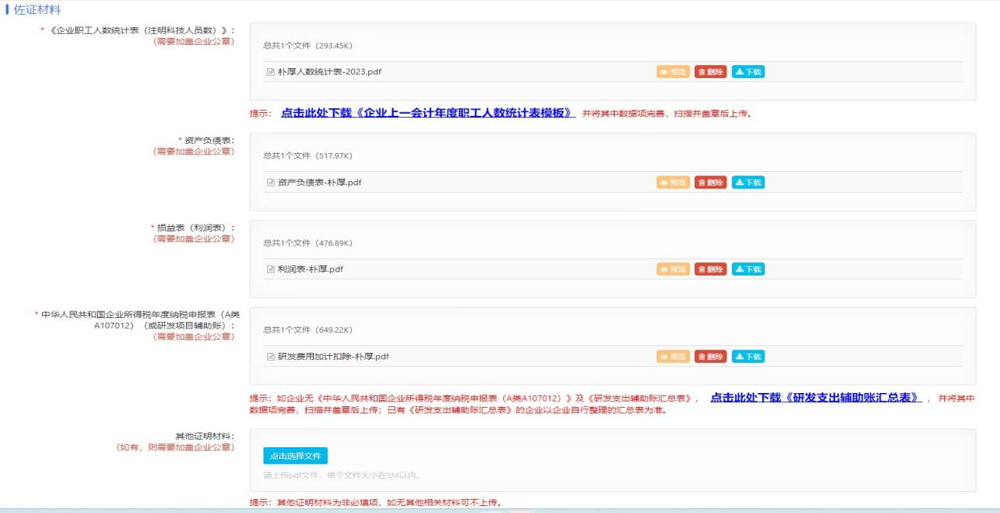 佐证材料
* 《企业职工人数统计表（注明科技人员数）》：
（需要加盖企业公章）
总共1个文件（293.45K）
朴厚人数统计表-2023.pdf 预览 删除 下载
提示： 点击此处下载《企业上一会计年度职工人数统计表模板》 并将其中数据项完善，扫描并盖章后上传。
* 资产负债表：
（需要加盖企业公章）
总共1个文件（517.97K）
资产负债表-朴厚.pdf 预览 删除 下载
* 损益表（利润表）：
（需要加盖企业公章）
总共1个文件（476.89K）
利润表-朴厚.pdf 预览 删除 下载
* 中华人民共和国企业所得税年度纳税申报表（A类
A107012）（或研发项目辅助账）：
（需要加盖企业公章）
总共1个文件（649.22K）
研发费用加计扣除-朴厚.pdf 预览 删除 下载
提示：如企业无《中华人民共和国企业所得税年度纳税申报表（A类A107012）》及《研发支出辅助账汇总表》， 点击此处下载《研发支出辅助账汇总表》 ，并将其中
数据项完善，扫描并盖章后上传；已有《研发支出辅助账汇总表》的企业以企业自行整理的汇总表为准。
其他证明材料：
（如有，则需要加盖企业公章）
点击选择文件
请上传pdf文件、单个文件大小在3M以内。
提示：其他证明材料为非必填项，如无其他相关材料可不上传。